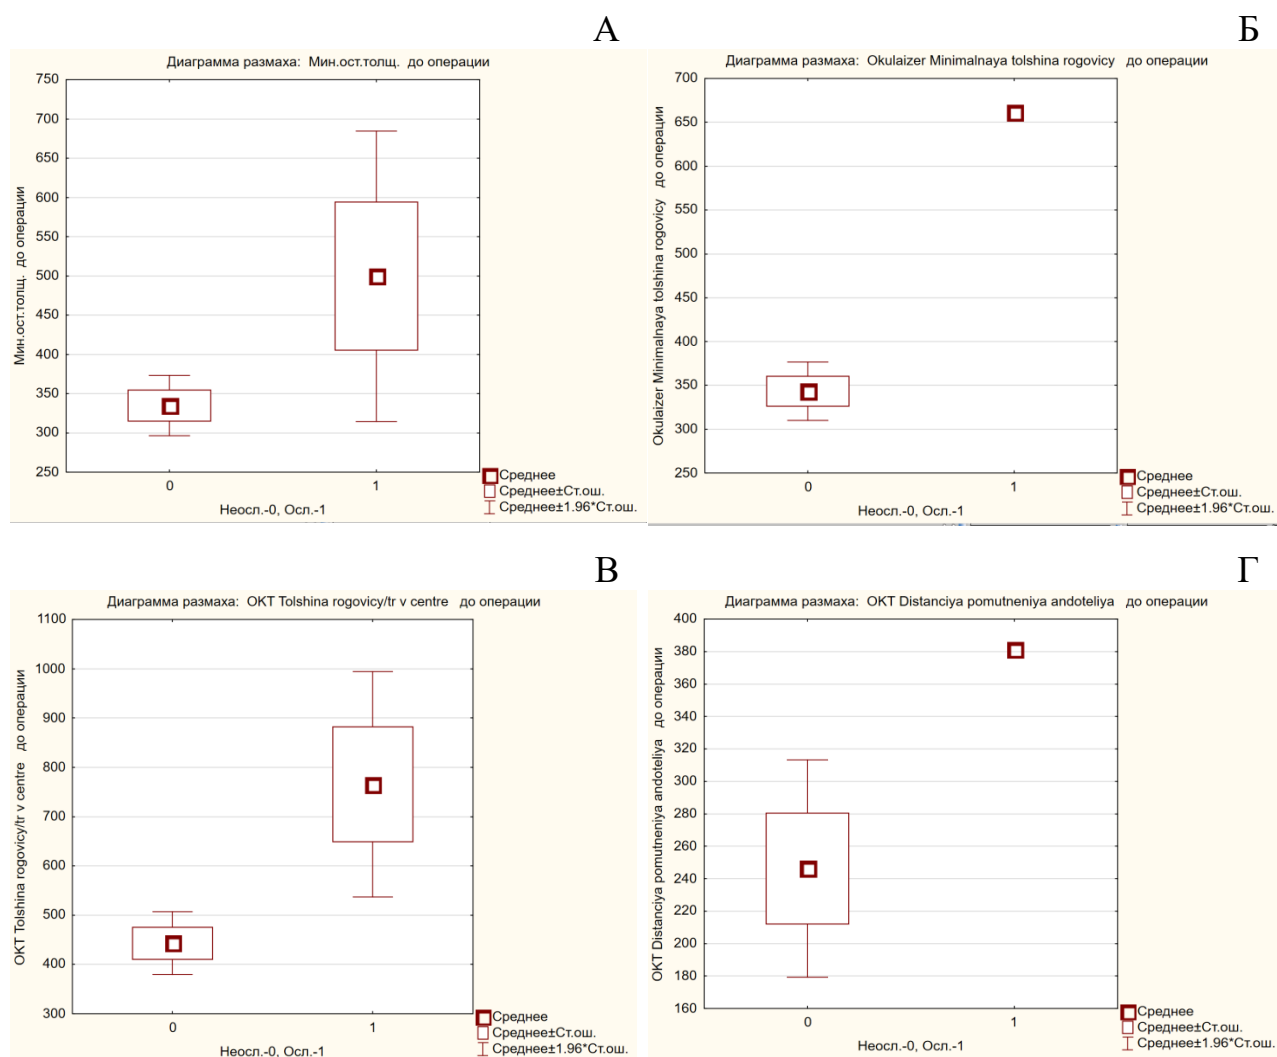 А
Диаграмма размаха: Мин.ост.толщ. до операции
Мин.ост.толщ. до операции
750
700
650
600
550
500
450
400
350
300
250
0
1
Неосл.-0, Осл.-1
Среднее
Среднее±Ст.ош.
Среднее±1.96*Ст.ош.
Б
Диаграмма размаха: Okulaizer Minimalnaya tolshina rogovicy до операции
Okulaizer Minimalnaya tolshina rogovicy до операции
700
650
600
550
500
450
400
350
300
250
0
1
Неосл.-0, Осл.-1
Среднее
Среднее±Ст.ош.
Среднее±1.96*Ст.ош.
В
Диаграмма размаха: OKT Tolshina rogovicy/tr v centre до операции
OKT Tolshina rogovicy/tr v centre до операции
1100
1000
900
800
700
600
500
400
300
0
1
Неосл.-0, Осл.-1
Среднее
Среднее±Ст.ош.
Среднее±1.96*Ст.ош.
Г
Диаграмма размаха: OKT Distanciya pomutneniya andoteliya до операции
OKT Distanciya pomutneniya andoteliya до операции
400
380
360
340
320
300
280
260
240
220
200
180
160
0
1
Неосл.-0, Осл.-1
Среднее
Среднее±Ст.ош.
Среднее±1.96*Ст.ош.